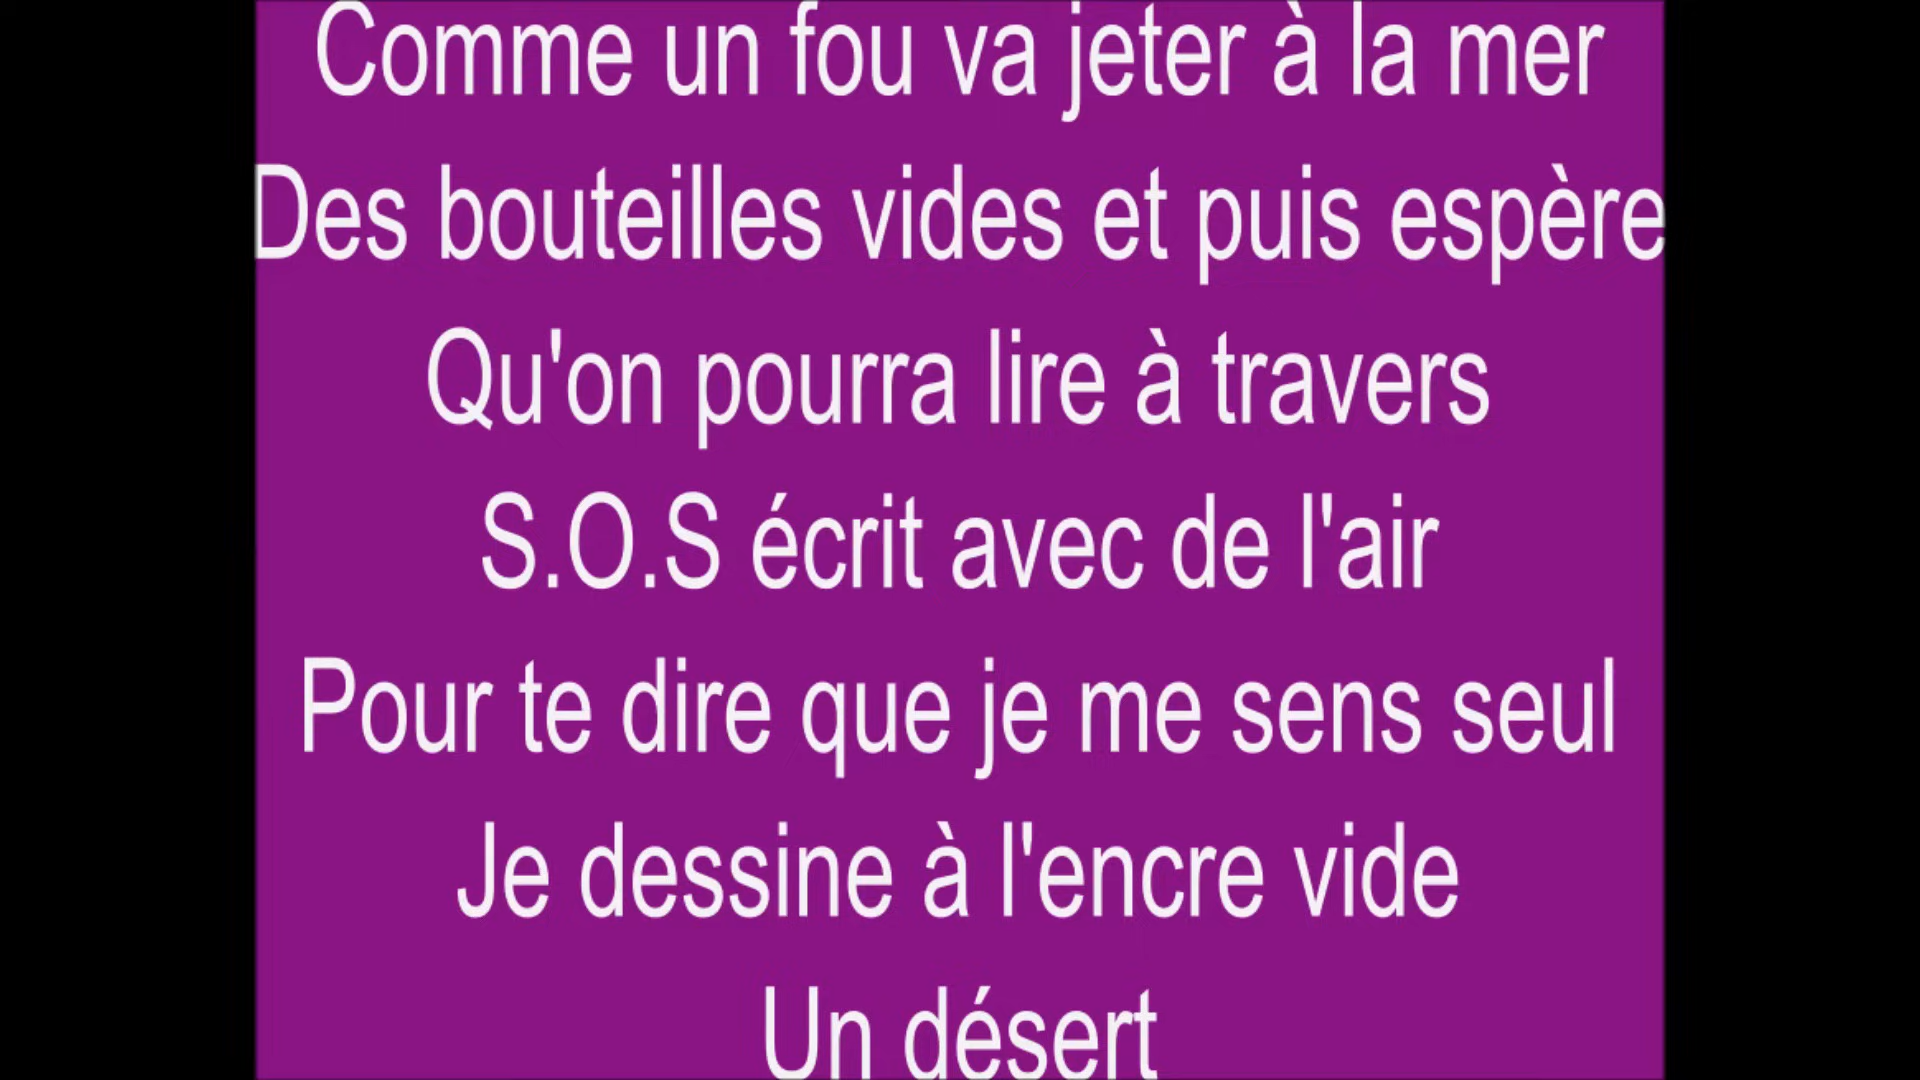 Comme un fou va jeter à la mer
Des bouteilles vides et puis espère
Qu'on pourra lire à travers
S.O.S écrit avec de l'air
Pour te dire que je me sens seul
Je dessine à l'encre vide
Un désert